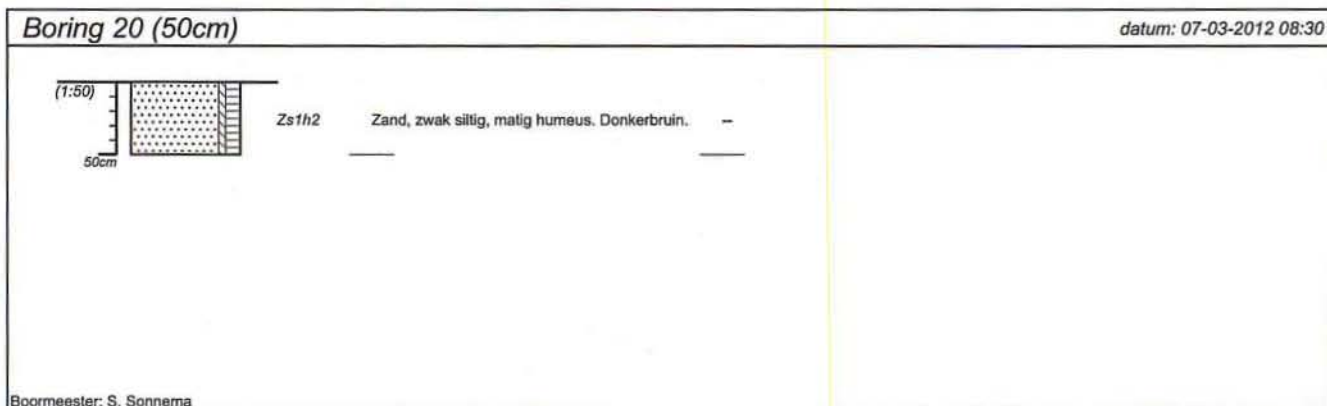 Boring 20 (50cm) datum: 07-03-2012 08:30
(1:50)
Zs1h2 Zand, zwak siltig, matig humeus. Donkerbruin. --
50cm
Boormeester: S. Sonnema